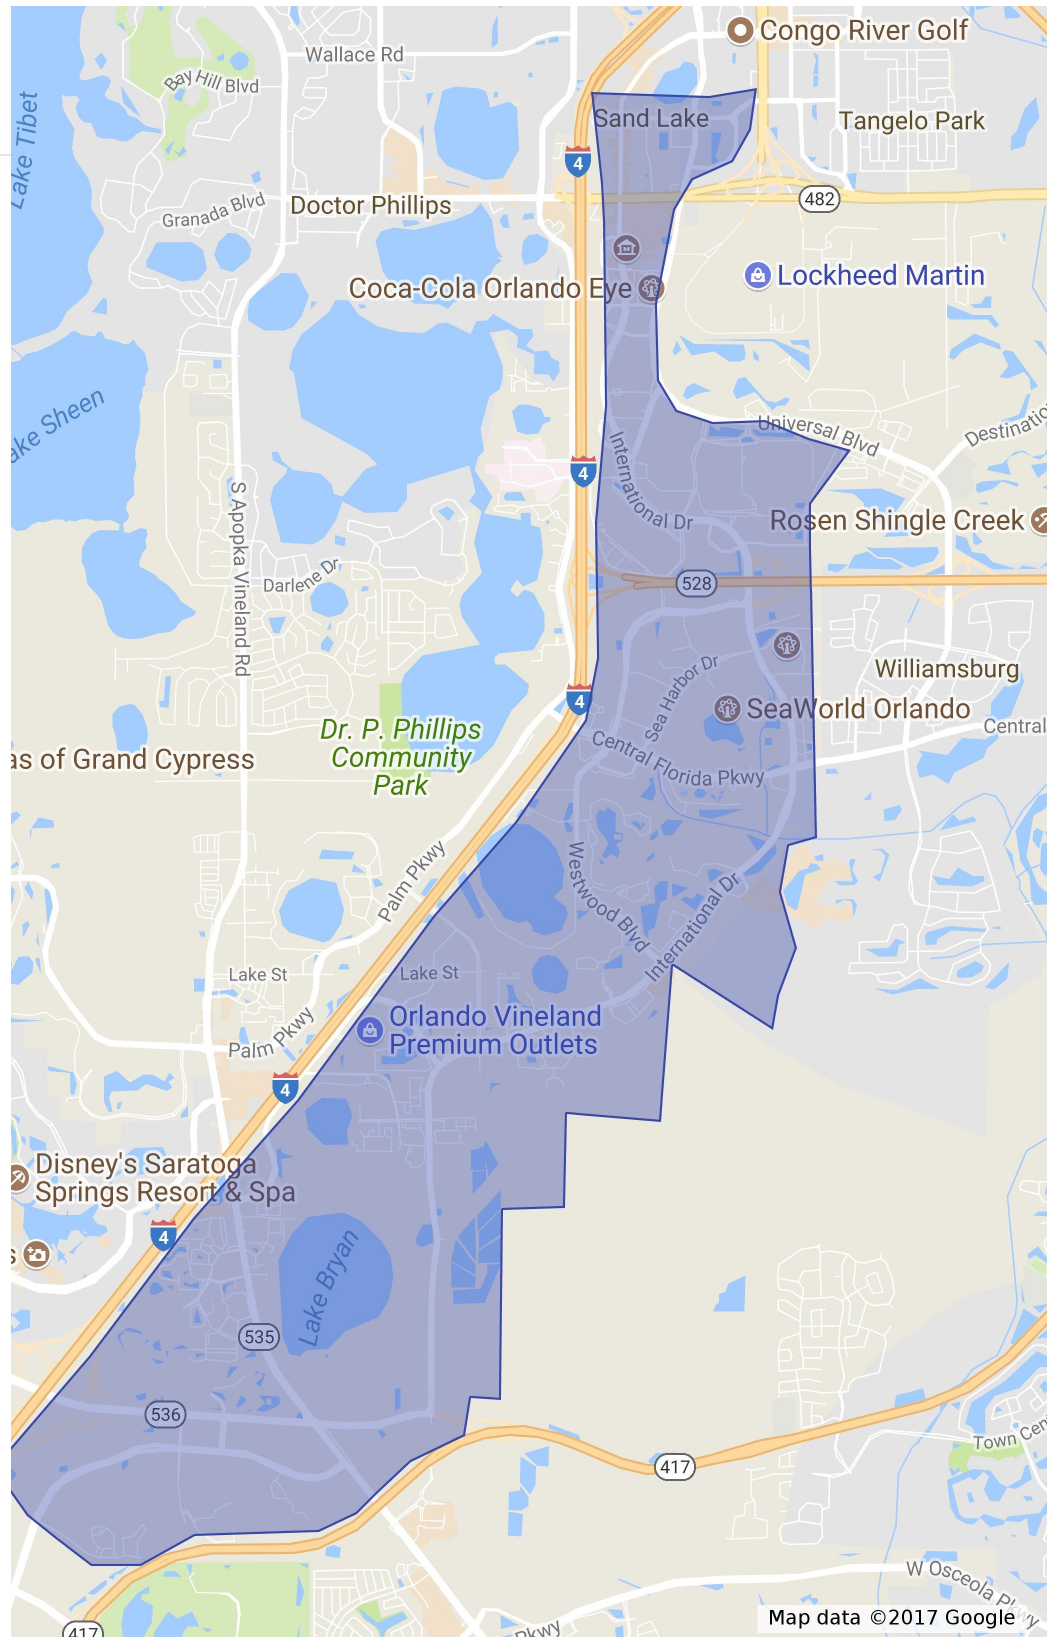 Congo River Golf
Wallace Rd
Bay Hill Blvd
Sand Lake
Tangelo Park
Lake Tibet
4
482
Granada Blvd
Doctor Phillips
Lockheed Martin
Coca-Cola Orlando Eye
ake Sheen
Universal Blvd
Destinatio
4
International Dr
S Apopka Vineland Rd
Rosen Shingle Creek
Darlene Dr
528
Williamsburg
Sea Harbor Dr
4
SeaWorld Orlando
Central
Dr. P. Phillips
Community
Park
as of Grand Cypress
Central Florida Pkwy
Palm Pkwy
Westwood Blvd
International Dr
Lake St
Lake St
Orlando Vineland
Premium Outlets
Palm Pkwy
4
Disney's Saratoga
Springs Resort & Spa
4
s
Lake Bryan
535
536
417
Town Cen
W Osceola Pkwy
Pkwy
417
Map data ©2017 Google